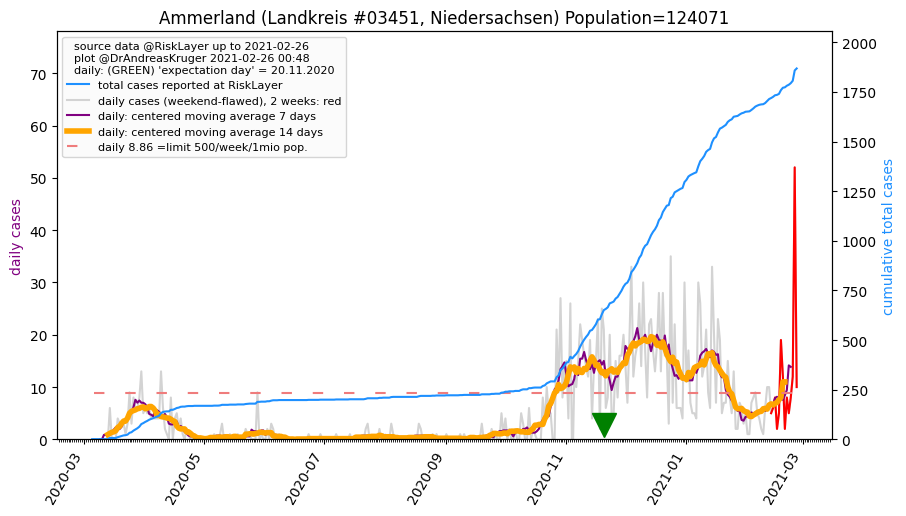 Ammerland (Landkreis #03451, Niedersachsen) Population=124071
source data @RiskLayer up to 2021-02-26
plot @DrAndreasKruger 2021-02-26 00:48
daily: (GREEN) 'expectation day' = 20.11.2020
total cases reported at RiskLayer
daily cases (weekend-flawed), 2 weeks: red
daily: centered moving average 7 days
daily: centered moving average 14 days
daily 8.86 =limit 500/week/1mio pop.
daily cases
70
60
50
40
30
20
10
0
cumulative total cases
2000
1750
1500
1250
1000
750
500
250
0
2020-03
2020-05
2020-07
2020-09
2020-11
2021-01
2021-03